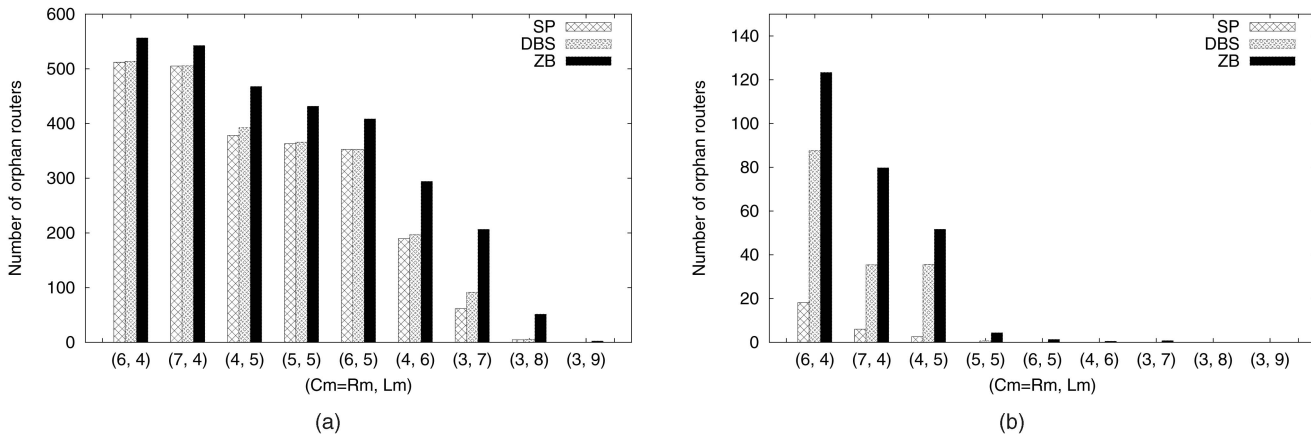 600
500
400
300
200
100
0
Number of orphan routers
SP
DBS
ZB
(6, 4) (7, 4) (4, 5) (5, 5) (6, 5) (4, 6) (3, 7) (3, 8) (3, 9)
(Cm=Rm, Lm)
(a)
140
120
100
80
60
40
20
0
Number of orphan routers
SP
DBS
ZB
(6, 4) (7, 4) (4, 5) (5, 5) (6, 5) (4, 6) (3, 7) (3, 8) (3, 9)
(Cm=Rm, Lm)
(b)